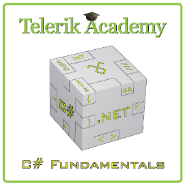 Telerik Academy
C#
.NET
C# Fundamentals